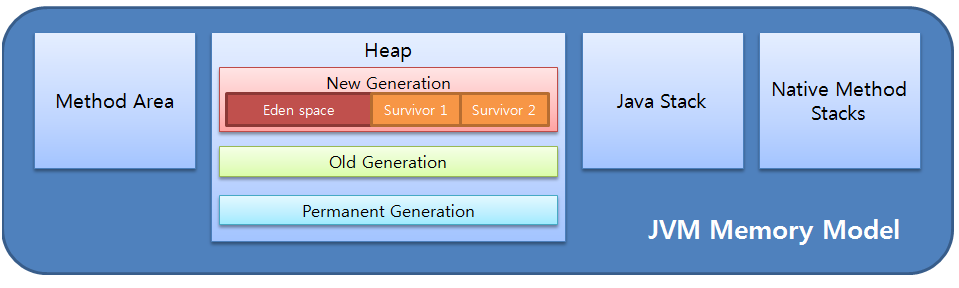 Method Area
Heap
New Generation
Eden space
Survivor 1
Survivor 2
Old Generation
Permanent Generation
Java Stack
Native Method
Stacks
JVM Memory Model